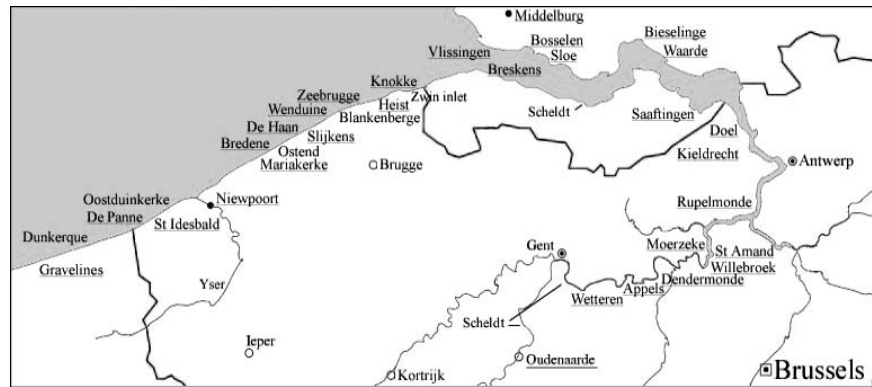 Middelburg
Bieselinge
Bosselen
Vlissingen
Sloe
Waarde
Breskens
Knokke
Zeebrugge
Zwin inlet
Wenduine
Heist
Scheldt
Saaftingen
Blankenberge
De Haan
Slijkens
Doel
Bredene
Ostend
Kieldrecht
Mariakerke
Brugge
Antwerp
Oostduinkerke
Niewpoort
Rupelmonde
De Panne
St Idesbald
Dunkerque
Gent
Moerzeke
St Amand
Gravelines
Willebroek
Yser
Appels
Dendermonde
Wetteren
Scheldt
Ieper
Oudenaarde
Kortrijk
Brussels